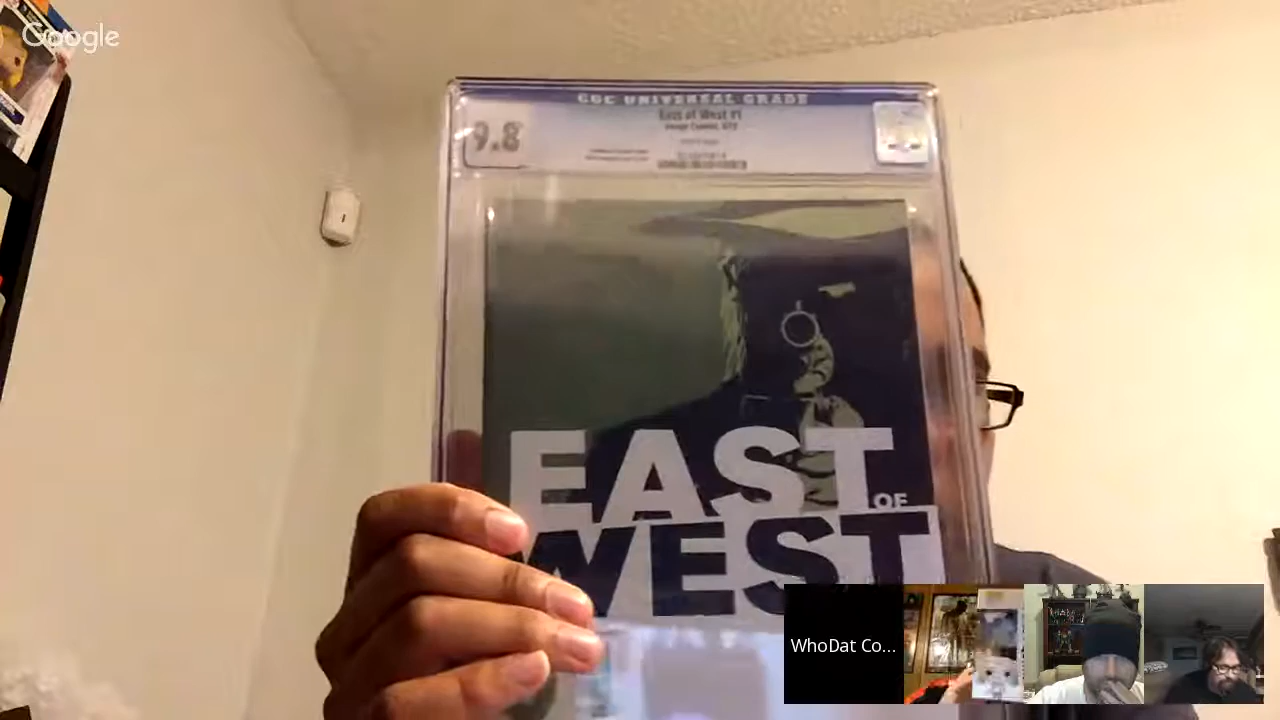 Google
CGC UNIVERSAL GRADE
9.8
East of West #1
EAST
OF
WEST
WhoDat Co...